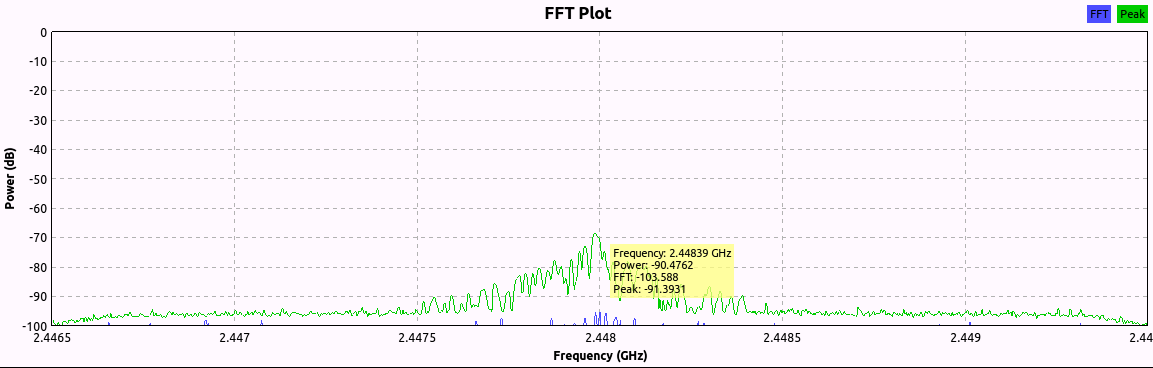 FFT Plot
FFT Peak
0
-10
-20
-30
-40
-50
-60
-70
-80
-90
-100
Power (dB)
Frequency: 2.44839 GHz
Power: -90.4762
FFT: -103.588
Peak: -91.3931
2.4465 2.447 2.4475 2.448 2.4485 2.449 2.44
Frequency (GHz)